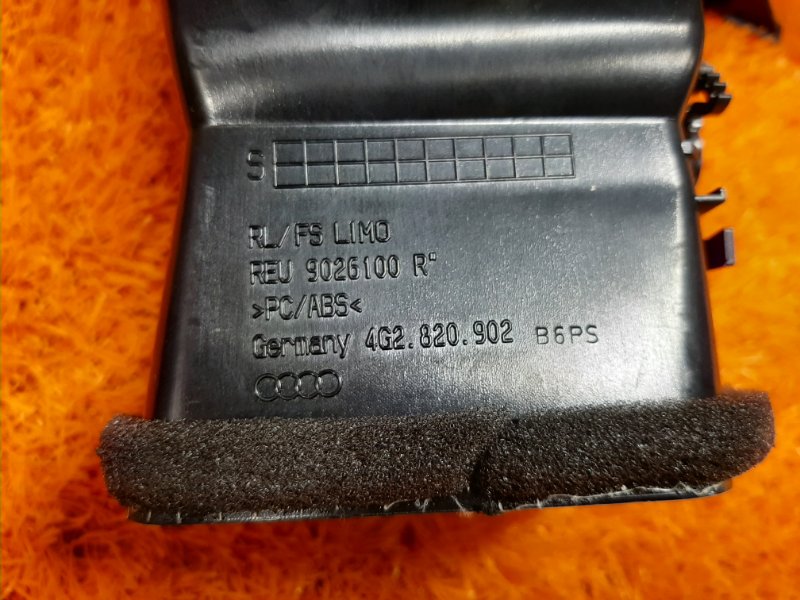 S
RL/FS LIMO
REU 9026100 R"
>PC/ABS<
Germany 4G2.820.902 B6PS